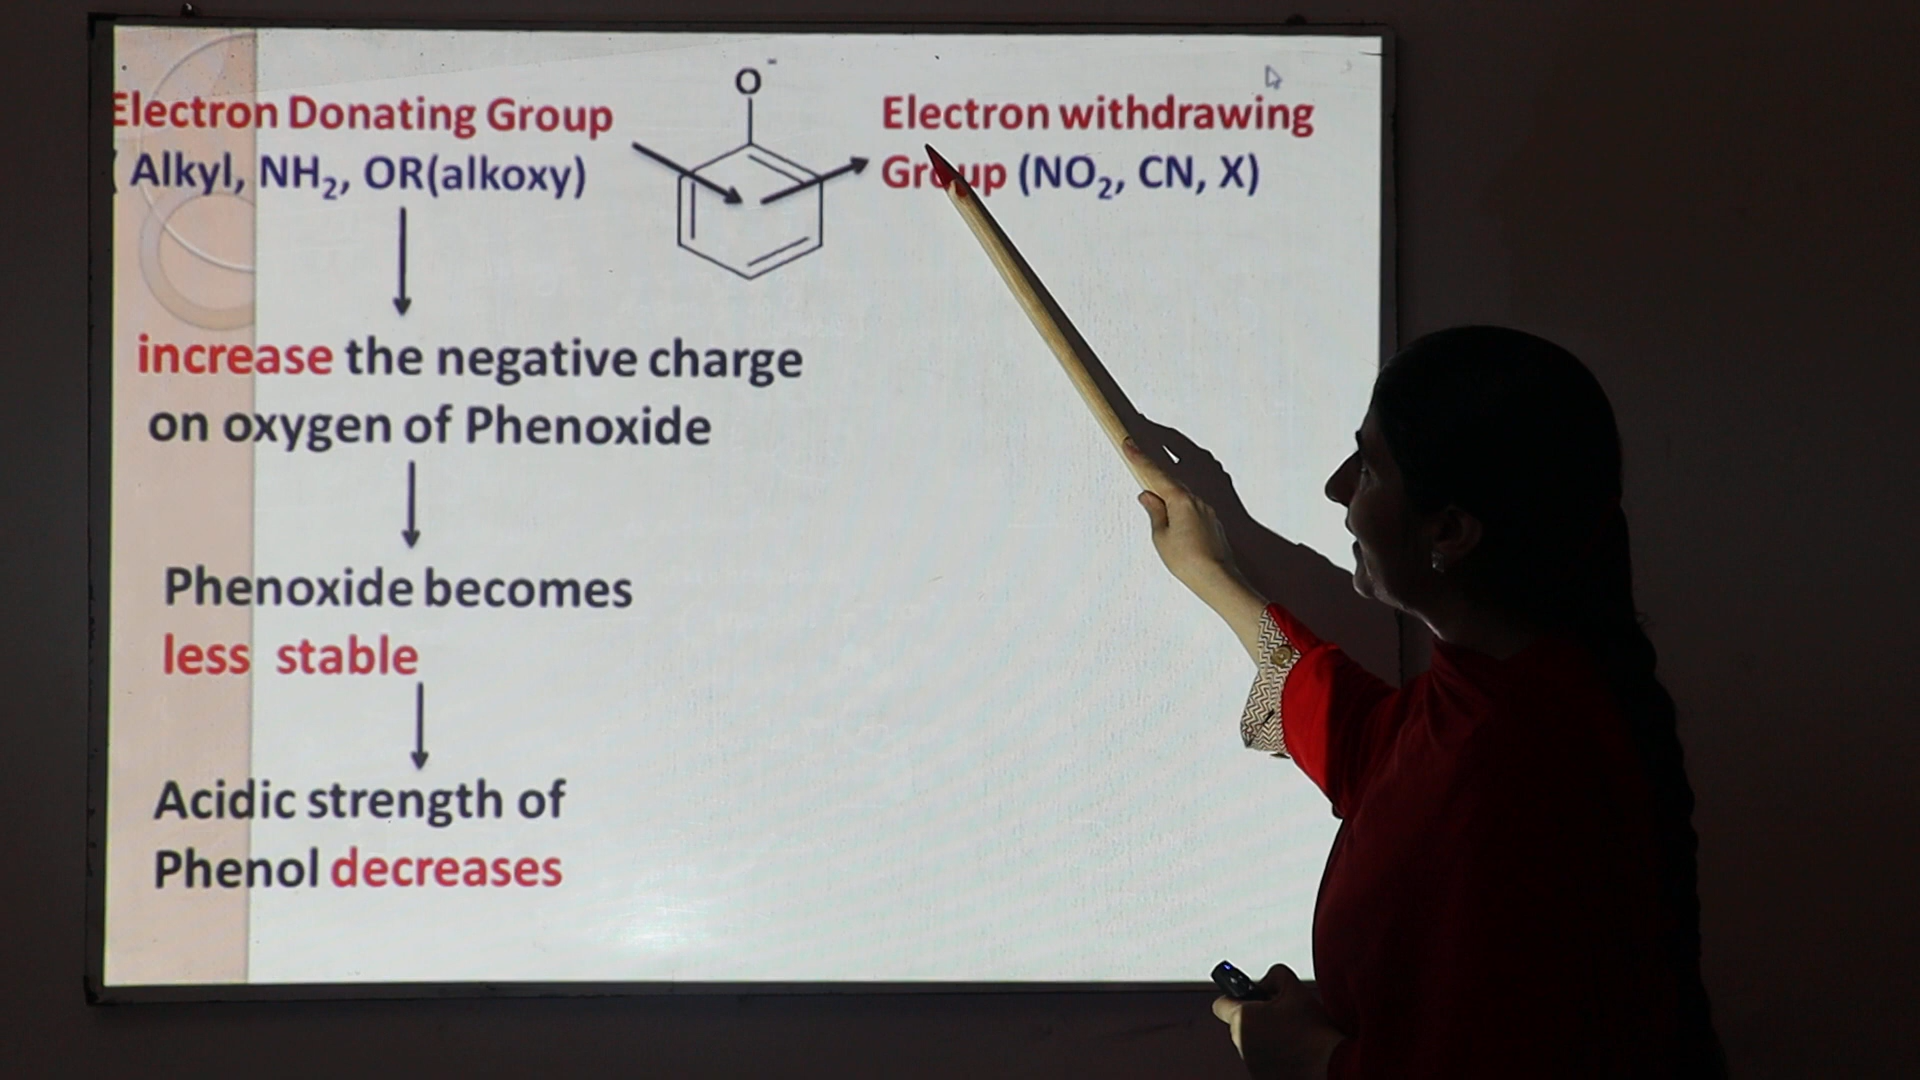 Electron Donating Group
( Alkyl, NH₂, OR(alkoxy)
O⁻
Electron withdrawing
Group (NO₂, CN, X)
increase the negative charge
on oxygen of Phenoxide
Phenoxide becomes
less stable
Acidic strength of
Phenol decreases